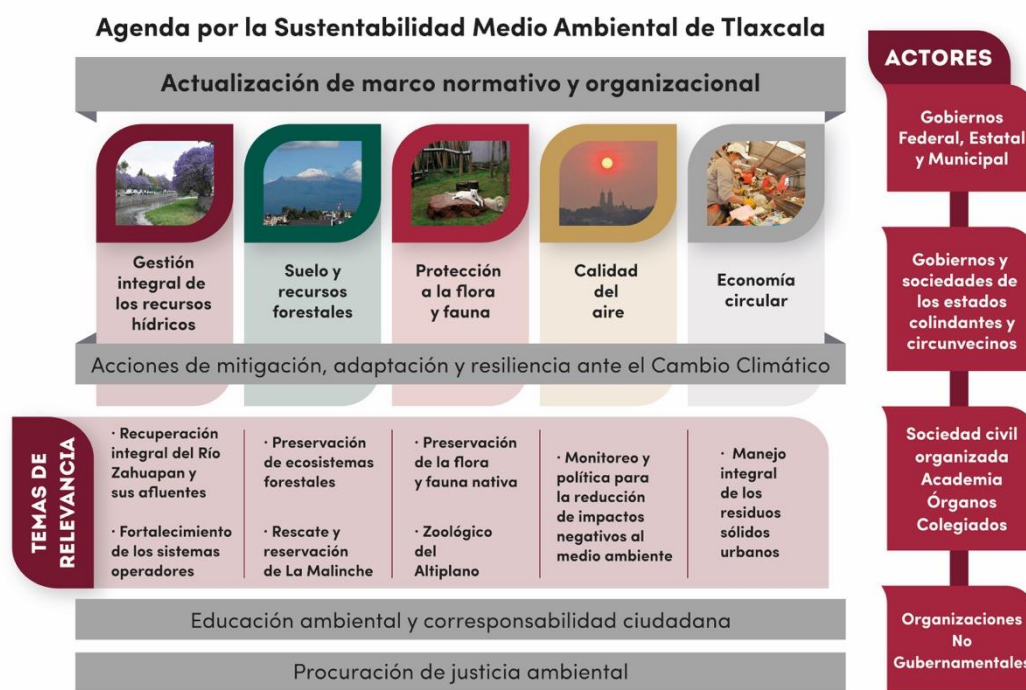 Agenda por la Sustentabilidad Medio Ambiental de Tlaxcala
Actualización de marco normativo y organizacional
Gestión
integral de
los recursos
hídricos
Suelo y
recursos
forestales
Protección
a la flora
y fauna
Calidad
del
aire
Economía
circular
Acciones de mitigación, adaptación y resiliencia ante el Cambio Climático
TEMAS DE
RELEVANCIA
· Recuperación
integral del Río
Zahuapan y
sus afluentes
· Fortalecimiento
de los sistemas
operadores
· Preservación
de ecosistemas
forestales
· Rescate y
reservación
de La Malinche
· Preservación
de la flora
y fauna nativa
· Zoológico
del
Altiplano
· Monitoreo y
política para
la reducción
de impactos
negativos al
medio ambiente
· Manejo
integral
de los
residuos
sólidos
urbanos
Educación ambiental y corresponsabilidad ciudadana
Procuración de justicia ambiental
ACTORES
Gobiernos
Federal, Estatal
y Municipal
Gobiernos y
sociedades de
los estados
colindantes y
circunvecinos
Sociedad civil
organizada
Academia
Órganos
Colegiados
Organizaciones
No
Gubernamentales